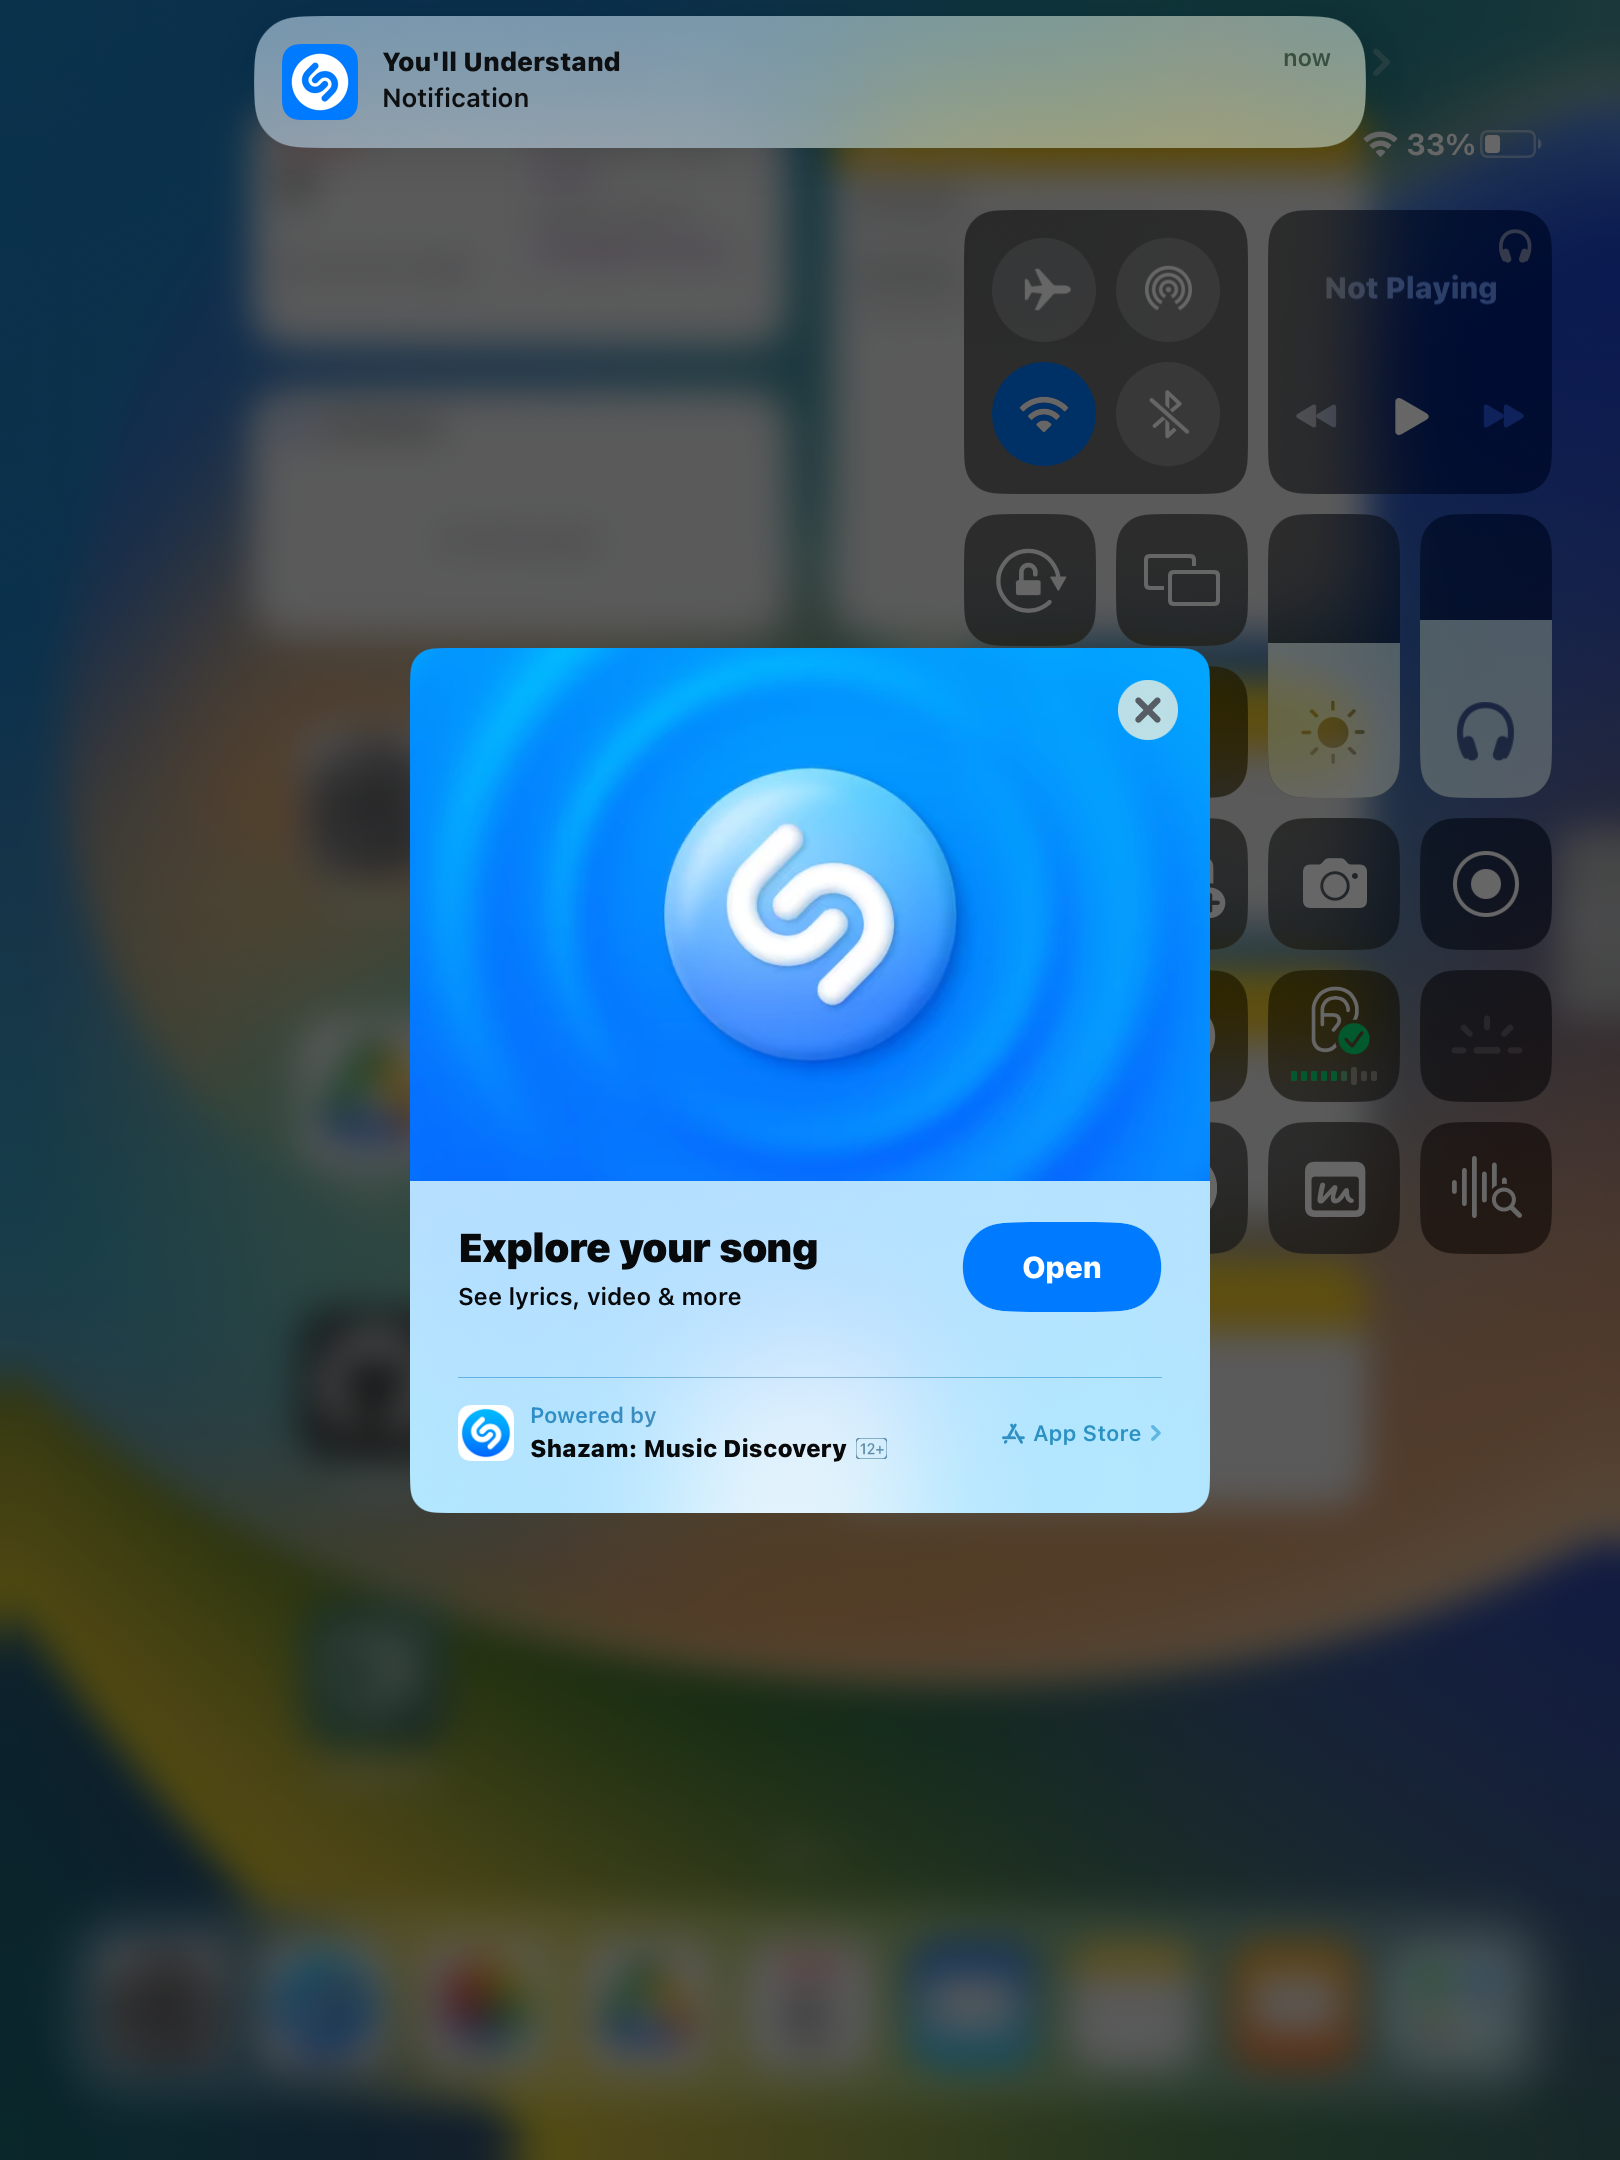 You'll Understand
now
Notification
33%
Not Playing
Explore your song
See lyrics, video & more
Open
Powered by
Shazam: Music Discovery 12+
App Store